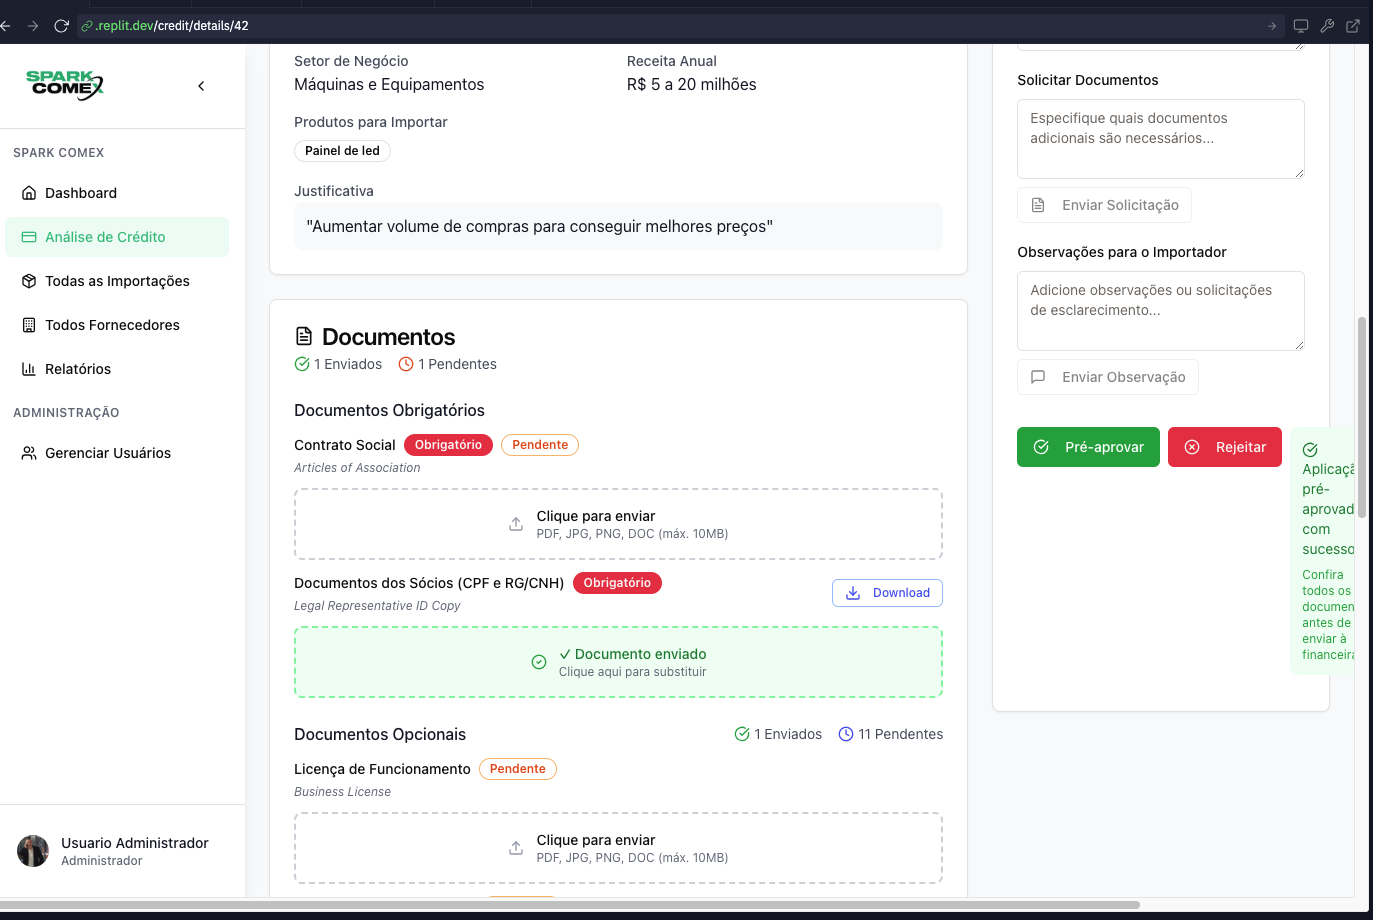 .replit.dev/credit/details/42
SPARK
COMEX
SPARK COMEX
Dashboard
Análise de Crédito
Todas as Importações
Todos Fornecedores
Relatórios
ADMINISTRAÇÃO
Gerenciar Usuários
Usuario Administrador
Administrador
Setor de Negócio
Máquinas e Equipamentos
Receita Anual
R$ 5 a 20 milhões
Produtos para Importar
Painel de led
Justificativa
"Aumentar volume de compras para conseguir melhores preços"
Documentos
1 Enviados 1 Pendentes
Documentos Obrigatórios
Contrato Social Obrigatório Pendente
Articles of Association
Clique para enviar
PDF, JPG, PNG, DOC (máx. 10MB)
Documentos dos Sócios (CPF e RG/CNH) Obrigatório
Legal Representative ID Copy
Download
✓ Documento enviado
Clique aqui para substituir
Documentos Opcionais 1 Enviados 11 Pendentes
Licença de Funcionamento Pendente
Business License
Clique para enviar
PDF, JPG, PNG, DOC (máx. 10MB)
Solicitar Documentos
Especifique quais documentos
adicionais são necessários...
Enviar Solicitação
Observações para o Importador
Adicione observações ou solicitações
de esclarecimento...
Enviar Observação
Pré-aprovar Rejeitar
Aplicaçã
pré-
aprovad
com
sucesso
Confira
todos os
documen
antes de
enviar à
financeira